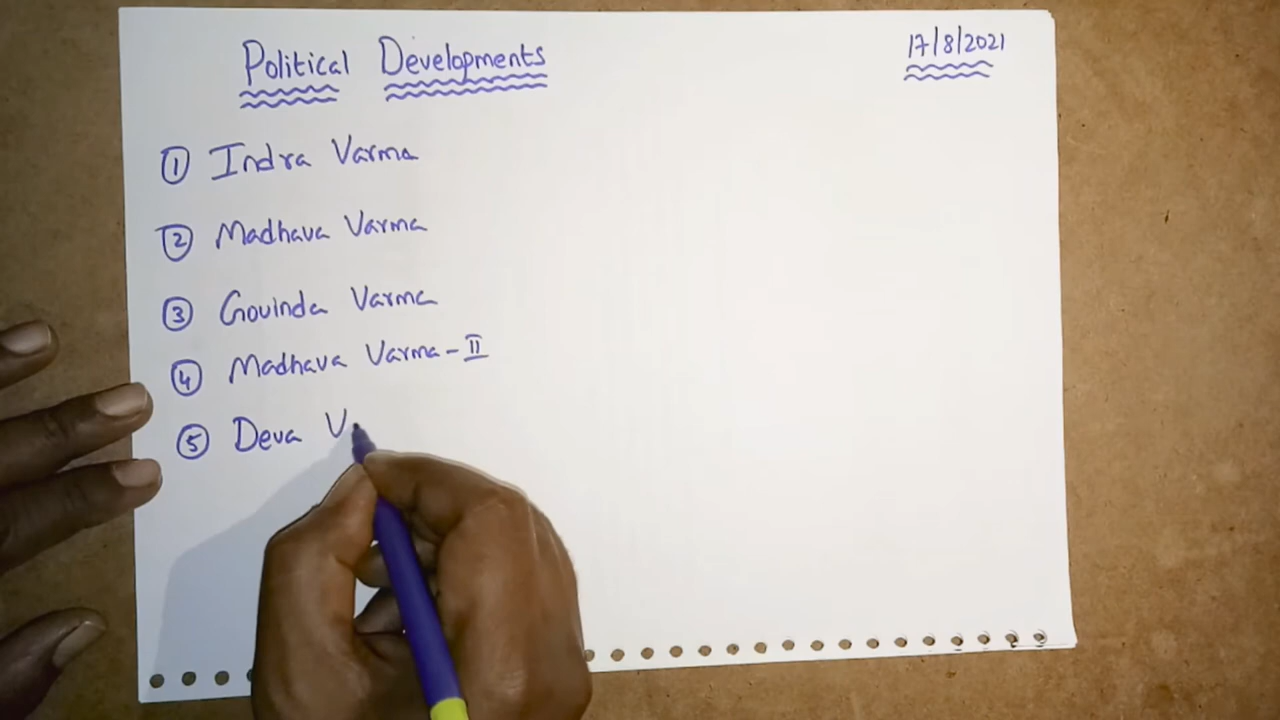 Political Developments
17/8/2021
① Indra Varma
② Madhava Varma
③ Govinda Varma
④ Madhava Varma-II
⑤ Deva V